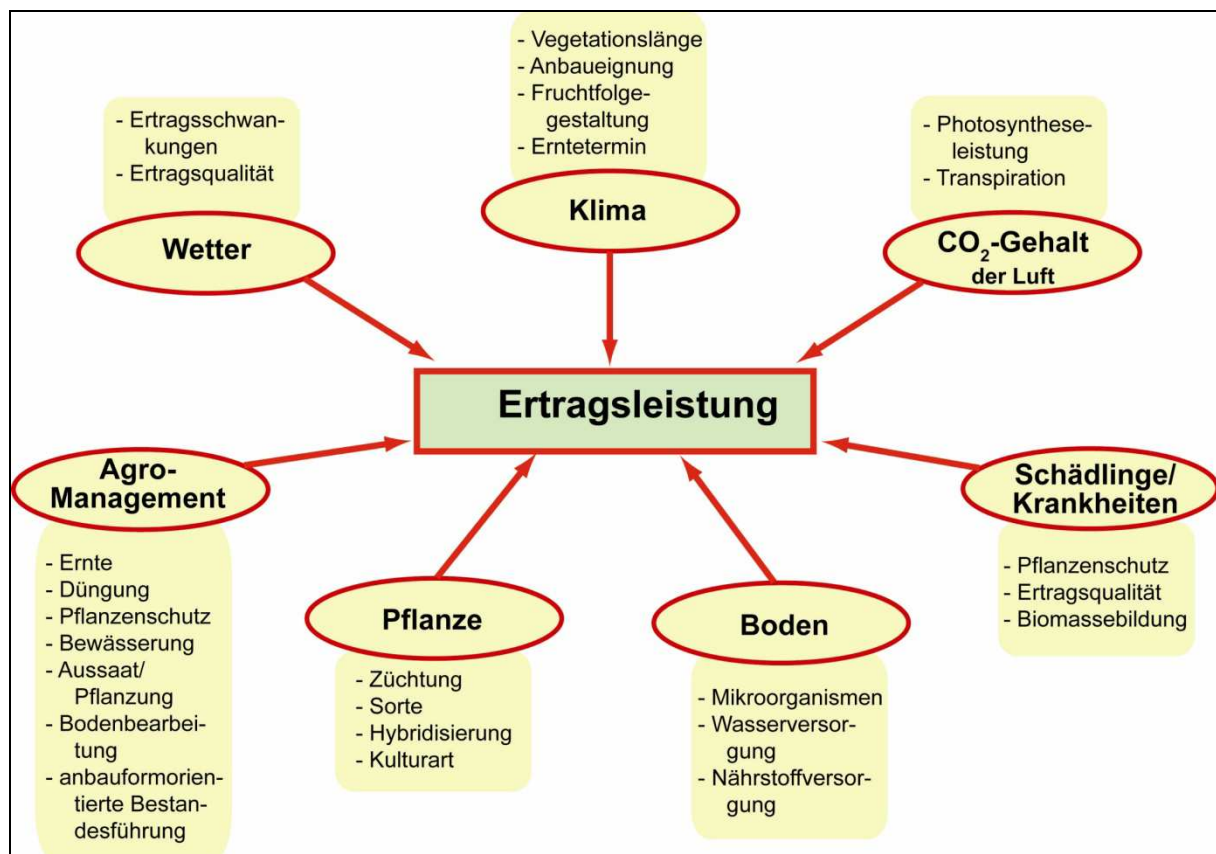 - Ertragsschwan-
kungen
- Ertragsqualität
Wetter
- Vegetationslänge
- Anbaueignung
- Fruchtfolge-
gestaltung
- Erntetermin
Klima
- Photosynthese-
leistung
- Transpiration
CO₂-Gehalt
der Luft
Ertragsleistung
Agro-
Management
- Ernte
- Düngung
- Pflanzenschutz
- Bewässerung
- Aussaat/
Pflanzung
- Bodenbearbei-
tung
- anbauformorien-
tierte Bestan-
desführung
Pflanze
- Züchtung
- Sorte
- Hybridisierung
- Kulturart
Boden
- Mikroorganismen
- Wasserversor-
gung
- Nährstoffversor-
gung
Schädlinge/
Krankheiten
- Pflanzenschutz
- Ertragsqualität
- Biomassebildung